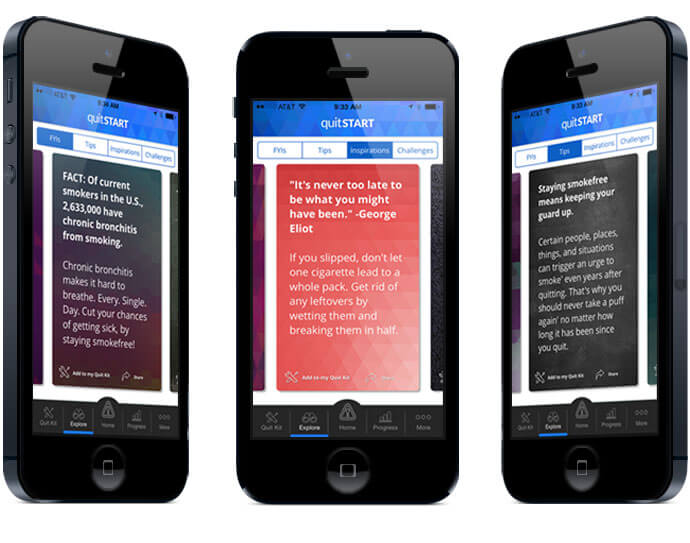 AT&T
9:34 AM
quitSTART
FYIs
Tips
Inspirations
Challenges
FACT: Of current
smokers in the U.S.,
2,633,000 have
chronic bronchitis
from smoking.
Chronic bronchitis
makes it hard to
breathe. Every. Single.
Day. Cut your chances
of getting sick, by
staying smokefree!
Add to my Quit Kit
Share
Quit Kit
Explore
Home
Progress
More
AT&T
9:33 AM
quitSTART
FYIs
Tips
Inspirations
Challenges
"It's never too late to
be what you might
have been." -George
Eliot
If you slipped, don't let
one cigarette lead to a
whole pack. Get rid of
any leftovers by
wetting them and
breaking them in half.
Add to my Quit Kit
Share
Quit Kit
Explore
Home
Progress
More
AT&T
9:33 AM
quitSTART
FYIs
Tips
Inspirations
Challenges
Staying smokefree
means keeping your
guard up.
Certain people, places,
things, and situations
can trigger an urge to
smoke' even years after
quitting. That's why you
should never take a puff
again' no matter how
long it has been since
you quit.
Add to my Quit Kit
Share
Quit Kit
Explore
Home
Progress
More